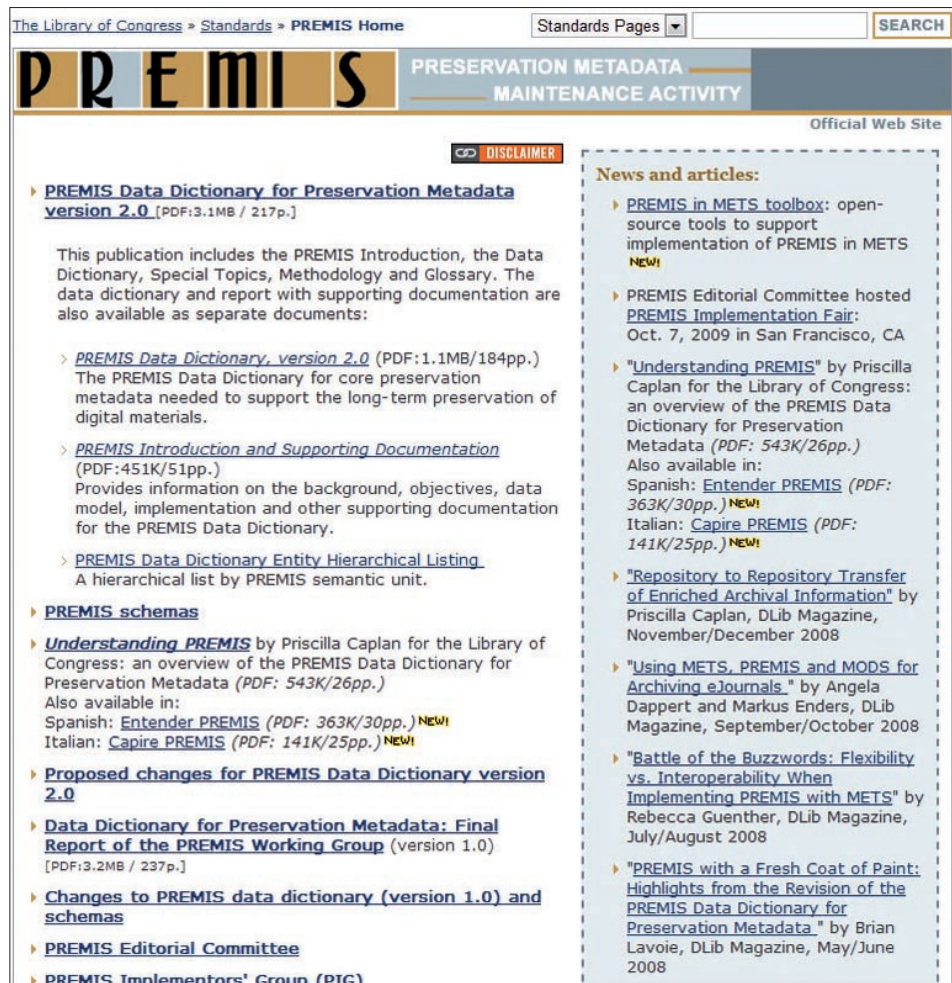 The Library of Congress » Standards » PREMIS Home
Standards Pages
SEARCH
PREMIS
PRESERVATION METADATA
MAINTENANCE ACTIVITY
Official Web Site
DISCLAIMER
PREMIS Data Dictionary for Preservation Metadata
version 2.0 [PDF:3.1MB / 217p.]
This publication includes the PREMIS Introduction, the Data
Dictionary, Special Topics, Methodology and Glossary. The
data dictionary and report with supporting documentation are
also available as separate documents:
PREMIS Data Dictionary, version 2.0 (PDF:1.1MB/184pp.)
The PREMIS Data Dictionary for core preservation
metadata needed to support the long-term preservation of
digital materials.
PREMIS Introduction and Supporting Documentation
(PDF:451K/51pp.)
Provides information on the background, objectives, data
model, implementation and other supporting documentation
for the PREMIS Data Dictionary.
PREMIS Data Dictionary Entity Hierarchical Listing
A hierarchical list by PREMIS semantic unit.
PREMIS schemas
Understanding PREMIS by Priscilla Caplan for the Library of
Congress: an overview of the PREMIS Data Dictionary for
Preservation Metadata (PDF: 543K/26pp.)
Also available in:
Spanish: Entender PREMIS (PDF: 363K/30pp.) NEW!
Italian: Capire PREMIS (PDF: 141K/25pp.) NEW!
Proposed changes for PREMIS Data Dictionary version
2.0
Data Dictionary for Preservation Metadata: Final
Report of the PREMIS Working Group (version 1.0)
[PDF:3.2MB / 237p.]
Changes to PREMIS data dictionary (version 1.0) and
schemas
PREMIS Editorial Committee
PREMIS Implementors' Group (PIG)
News and articles:
PREMIS in METS toolbox: open-
source tools to support
implementation of PREMIS in METS
NEW!
PREMIS Editorial Committee hosted
PREMIS Implementation Fair:
Oct. 7, 2009 in San Francisco, CA
"Understanding PREMIS" by Priscilla
Caplan for the Library of Congress:
an overview of the PREMIS Data
Dictionary for Preservation
Metadata (PDF: 543K/26pp.)
Also available in:
Spanish: Entender PREMIS (PDF:
363K/30pp.) NEW!
Italian: Capire PREMIS (PDF:
141K/25pp.) NEW!
"Repository to Repository Transfer
of Enriched Archival Information" by
Priscilla Caplan, DLib Magazine,
November/December 2008
"Using METS, PREMIS and MODS for
Archiving eJournals " by Angela
Dappert and Markus Enders, DLib
Magazine, September/October 2008
"Battle of the Buzzwords: Flexibility
vs. Interoperability When
Implementing PREMIS with METS" by
Rebecca Guenther, DLib Magazine,
July/August 2008
"PREMIS with a Fresh Coat of Paint:
Highlights from the Revision of the
PREMIS Data Dictionary for
Preservation Metadata " by Brian
Lavoie, DLib Magazine, May/June
2008